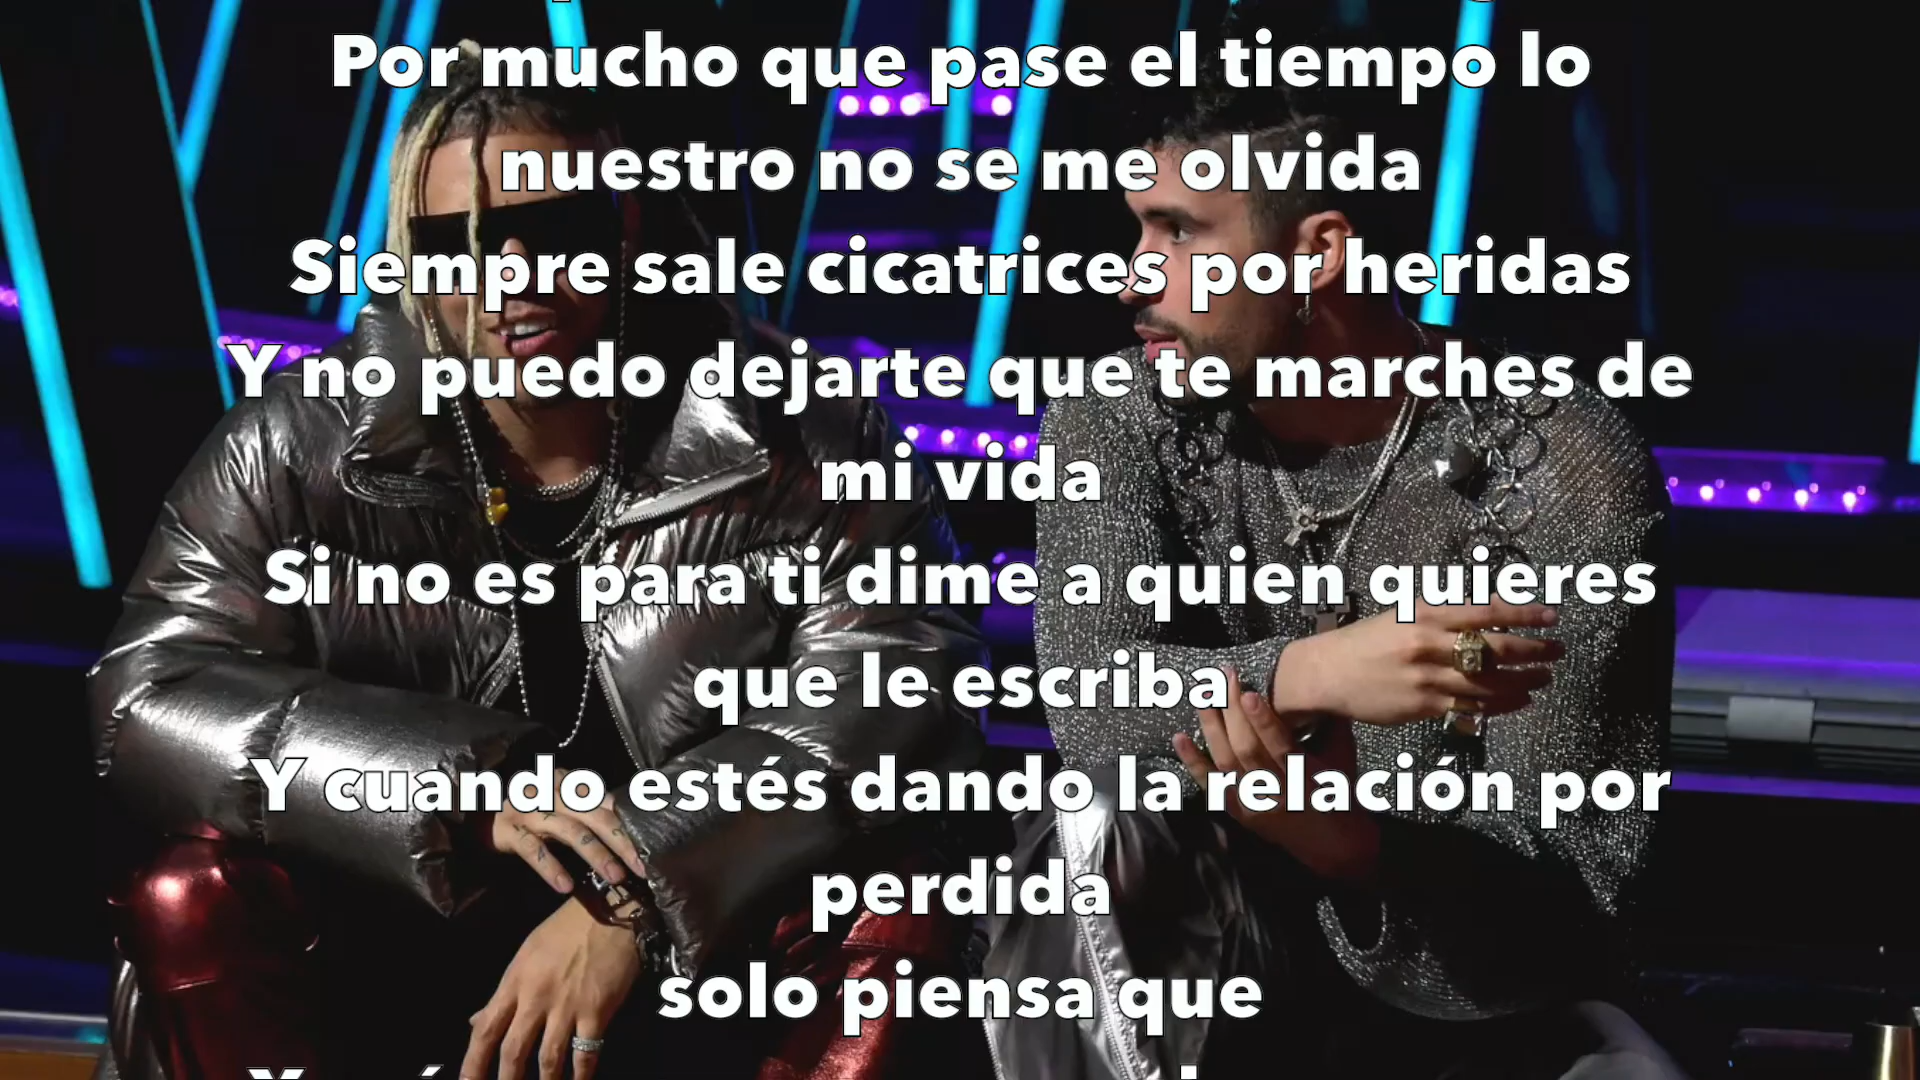 Por mucho que pase el tiempo lo
nuestro no se me olvida
Siempre sale cicatrices por heridas
Y no puedo dejarte que te marches de
mi vida
Si no es para ti dime a quien quieres
que le escriba
Y cuando estés dando la relación por
perdida
solo piensa que